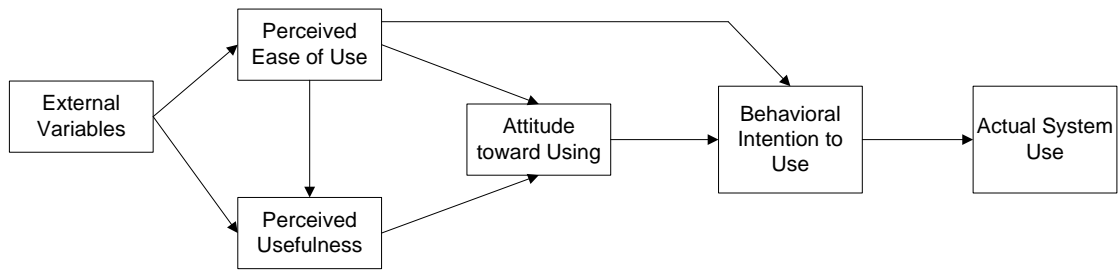 Perceived
Ease of Use
External
Variables
Attitude
toward Using
Behavioral
Intention to
Use
Actual System
Use
Perceived
Usefulness